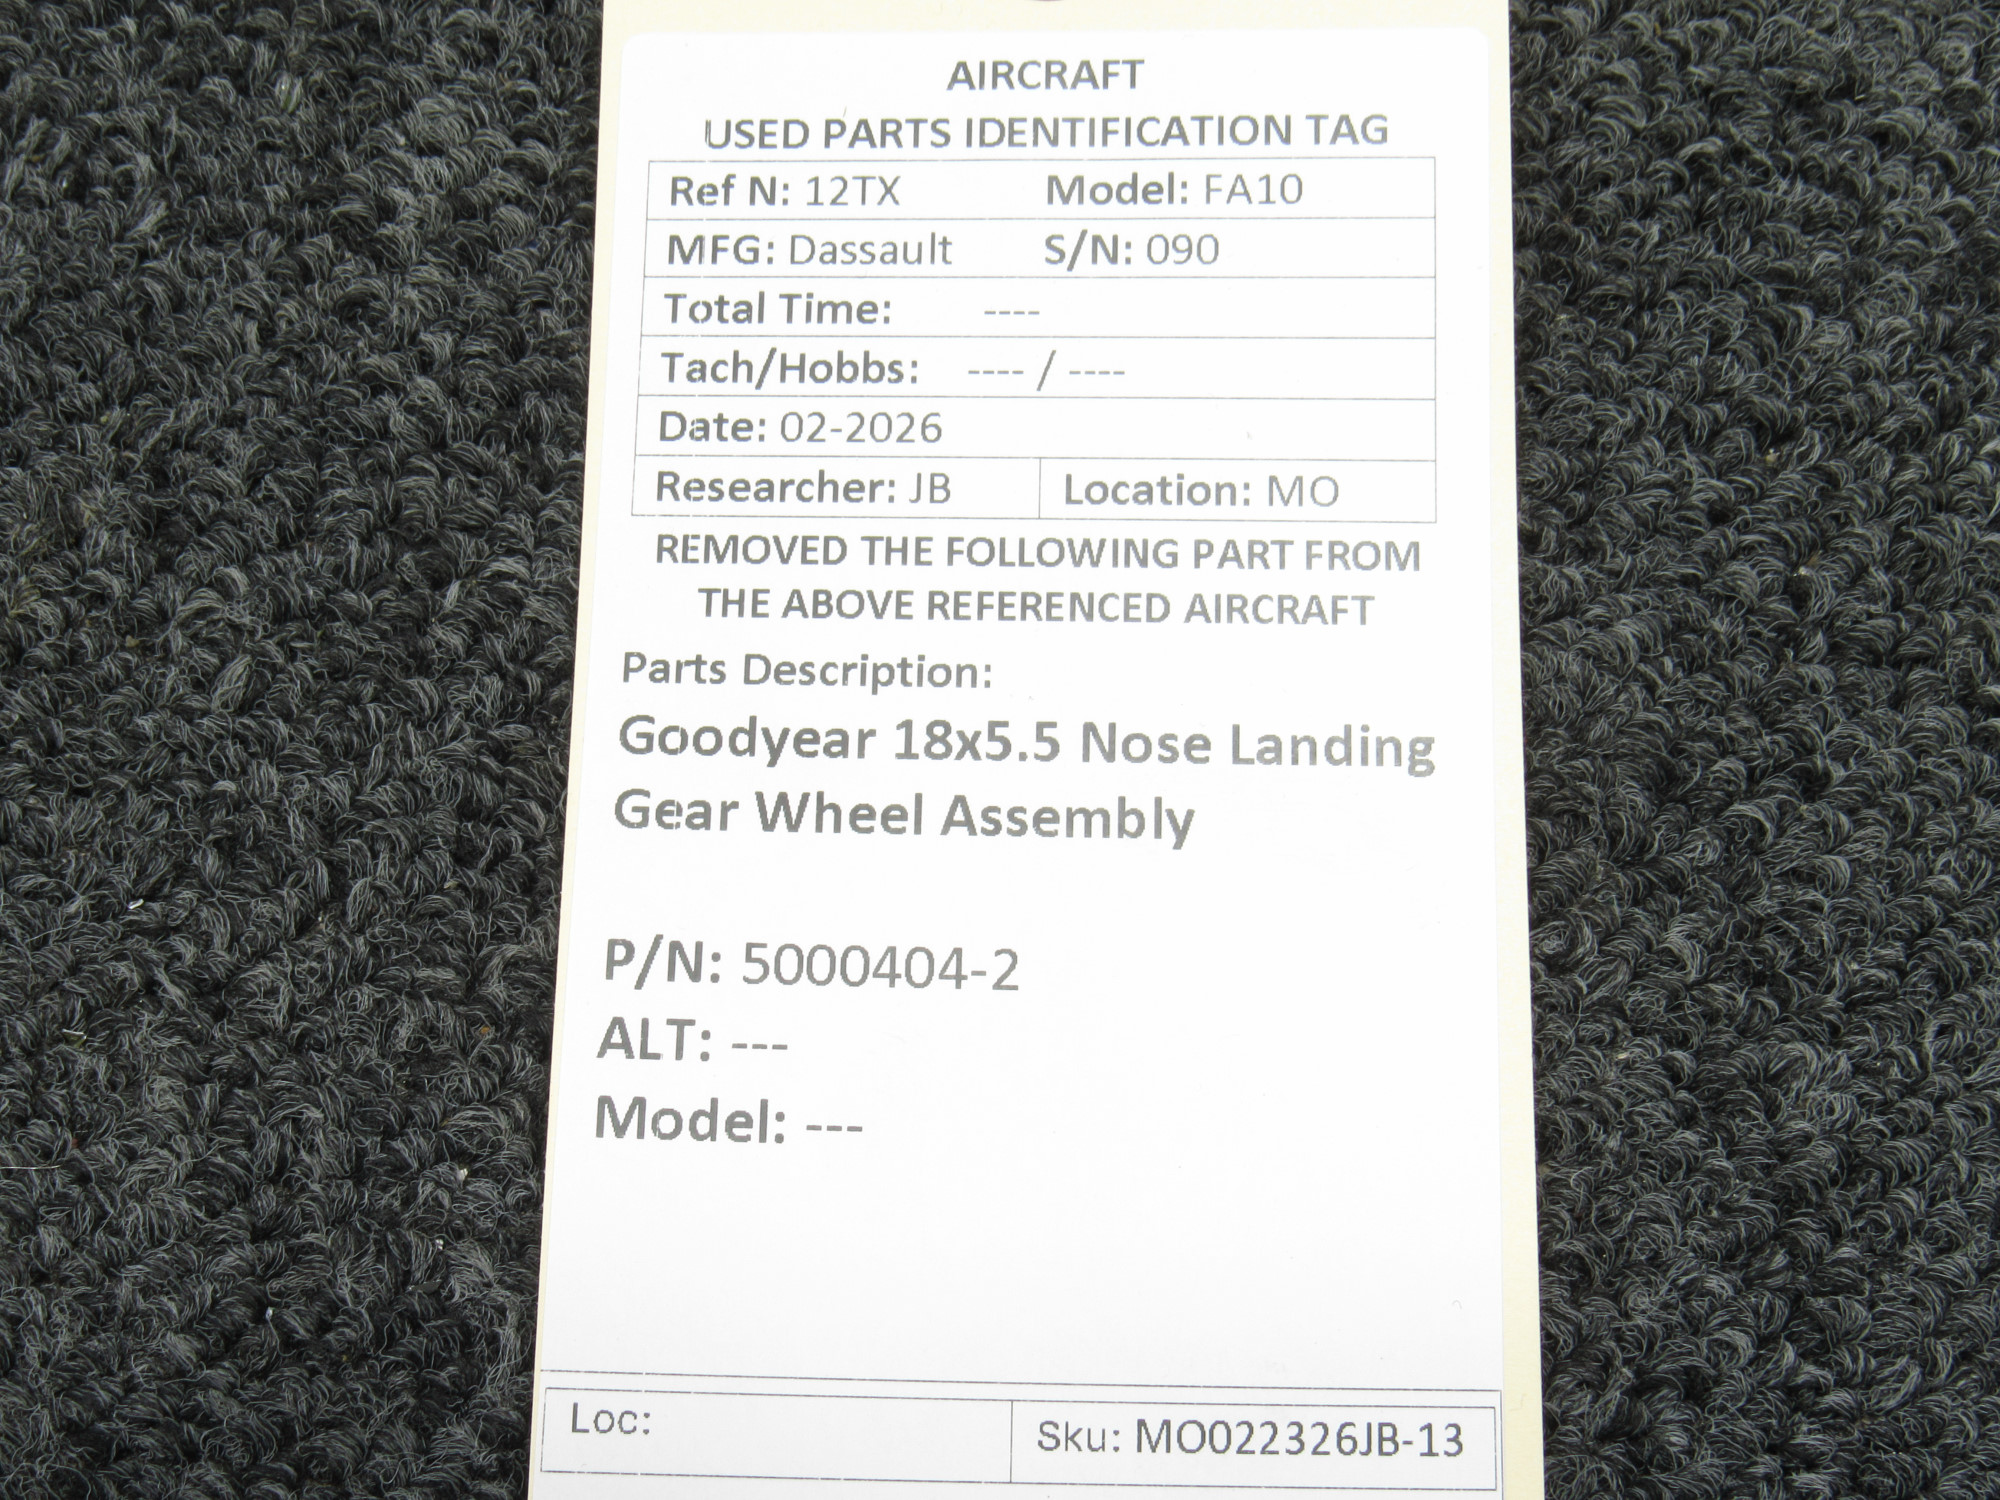 AIRCRAFT
USED PARTS IDENTIFICATION TAG
Ref N: 12TX Model: FA10
MFG: Dassault S/N: 090
Total Time: ----
Tach/Hobbs: ---- / ----
Date: 02-2026
Researcher: JB Location: MO
REMOVED THE FOLLOWING PART FROM
THE ABOVE REFERENCED AIRCRAFT
Parts Description:
Goodyear 18x5.5 Nose Landing
Gear Wheel Assembly
P/N: 5000404-2
ALT: ---
Model: ---
Loc: Sku: MO022326JB-13